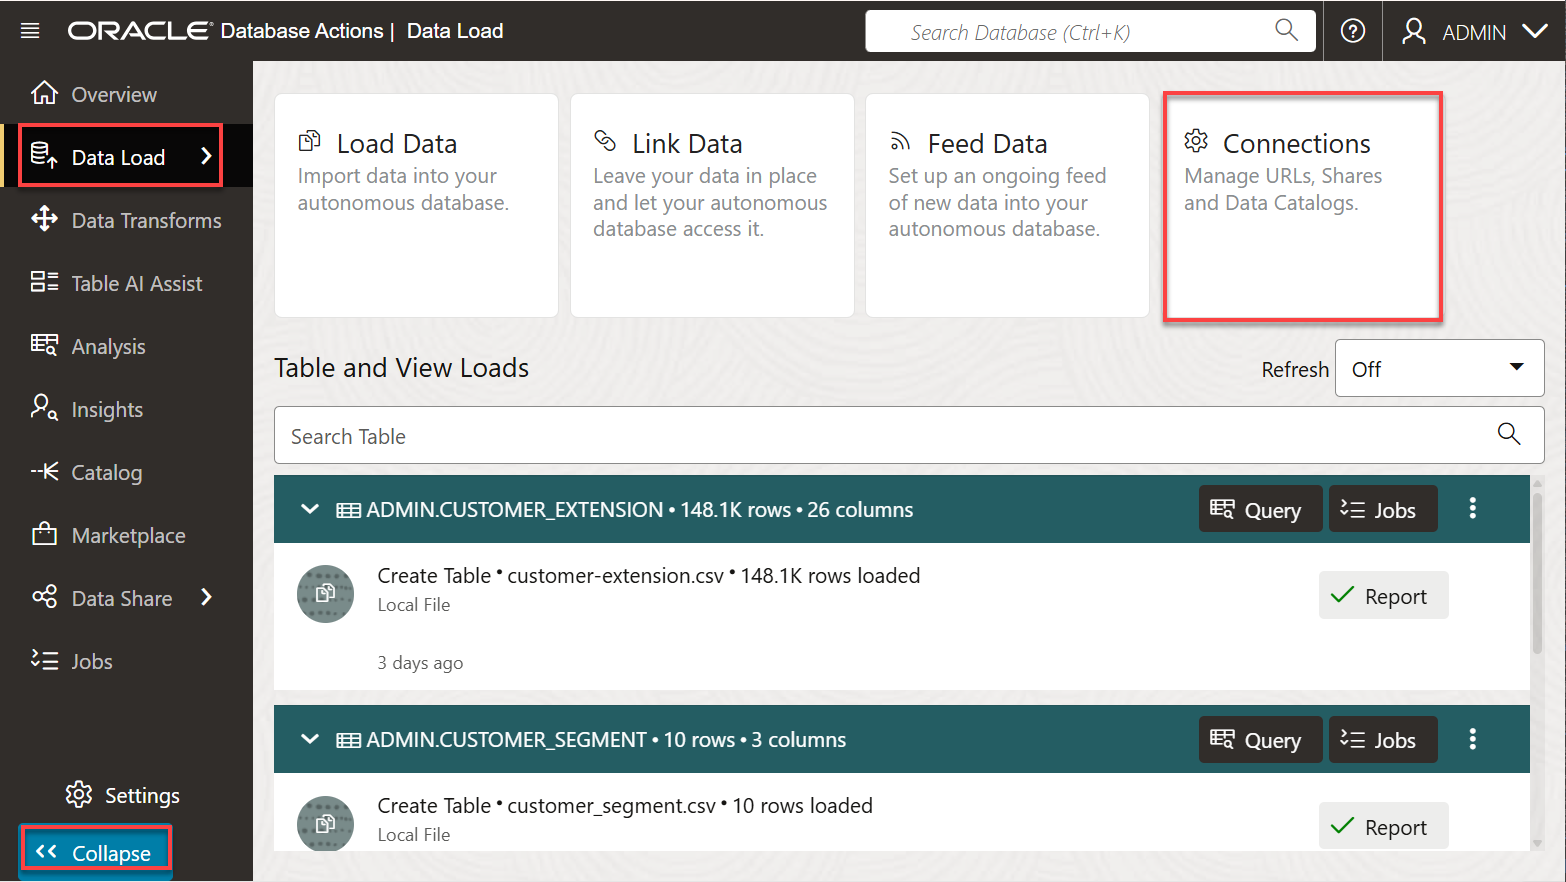 ORACLE Database Actions | Data Load
Search Database (Ctrl+K)
ADMIN
Overview
Data Load
Data Transforms
Table AI Assist
Analysis
Insights
Catalog
Marketplace
Data Share
Jobs
Settings
Collapse
Load Data
Import data into your
autonomous database.
Link Data
Leave your data in place
and let your autonomous
database access it.
Feed Data
Set up an ongoing feed
of new data into your
autonomous database.
Connections
Manage URLs, Shares
and Data Catalogs.
Table and View Loads
Refresh Off
Search Table
ADMIN.CUSTOMER_EXTENSION • 148.1K rows • 26 columns Query Jobs
Create Table • customer-extension.csv • 148.1K rows loaded
Local File
Report
3 days ago
ADMIN.CUSTOMER_SEGMENT • 10 rows • 3 columns Query Jobs
Create Table • customer_segment.csv • 10 rows loaded
Local File
Report